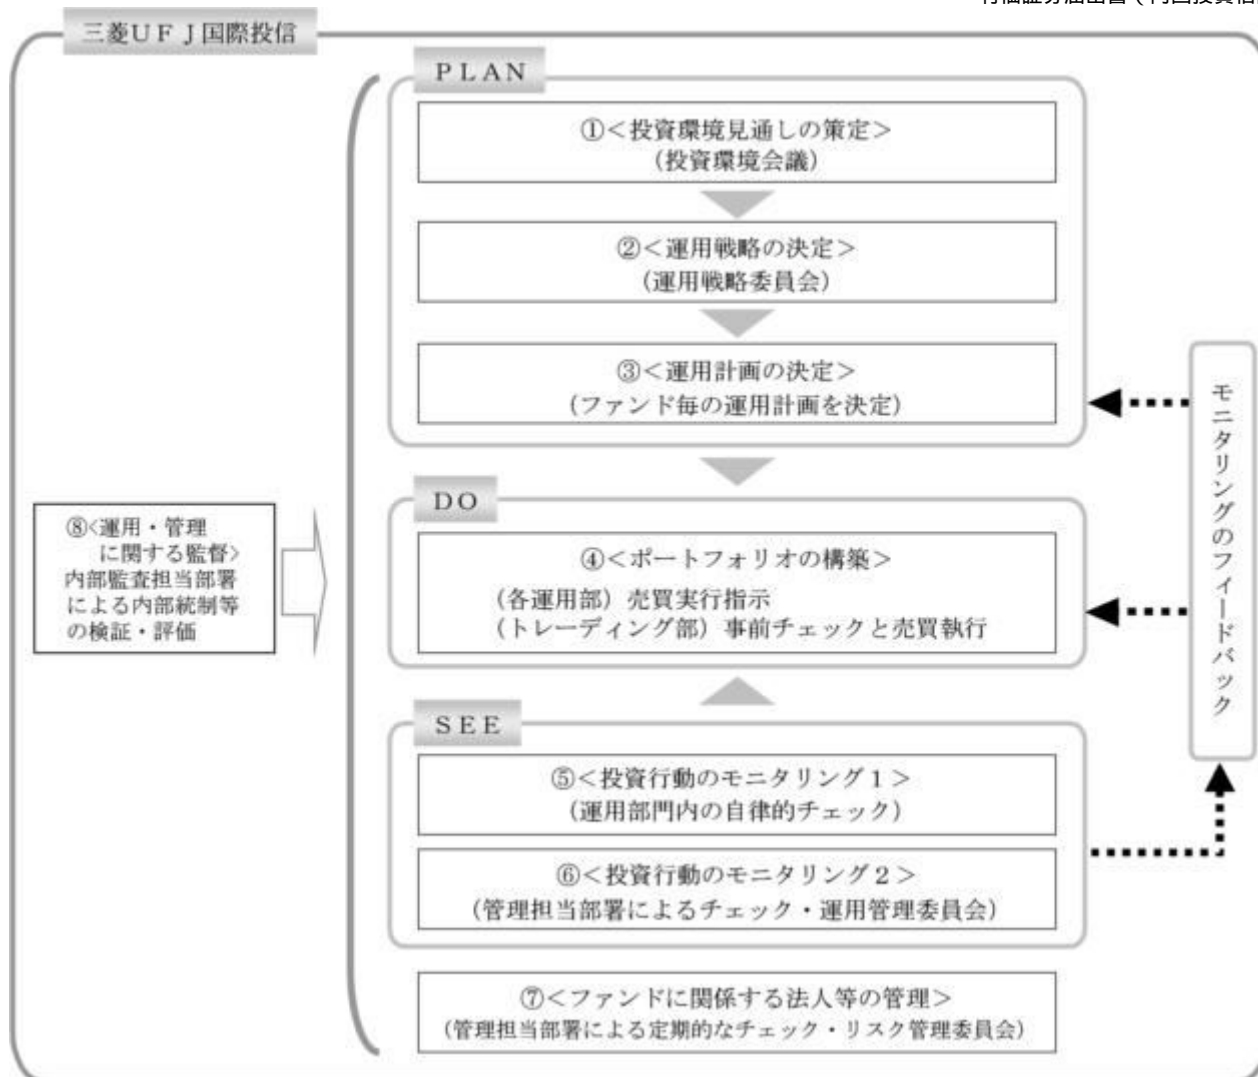 三菱ＵＦＪ国際投信
ＰＬＡＮ
①＜投資環境見通しの策定＞
（投資環境会議）
②＜運用戦略の決定＞
（運用戦略委員会）
③＜運用計画の決定＞
（ファンド毎の運用計画を決定）
ＤＯ
④＜ポートフォリオの構築＞
（各運用部）売買実行指示
（トレーディング部）事前チェックと売買執行
ＳＥＥ
⑤＜投資行動のモニタリング１＞
（運用部門内の自律的チェック）
⑥＜投資行動のモニタリング２＞
（管理担当部署によるチェック・運用管理委員会）
⑦＜ファンドに関係する法人等の管理＞
（管理担当部署による定期的なチェック・リスク管理委員会）
⑧<運用・管理
に関する監督>
内部監査担当部署
による内部統制等
の検証・評価
モニタリングのフィードバック